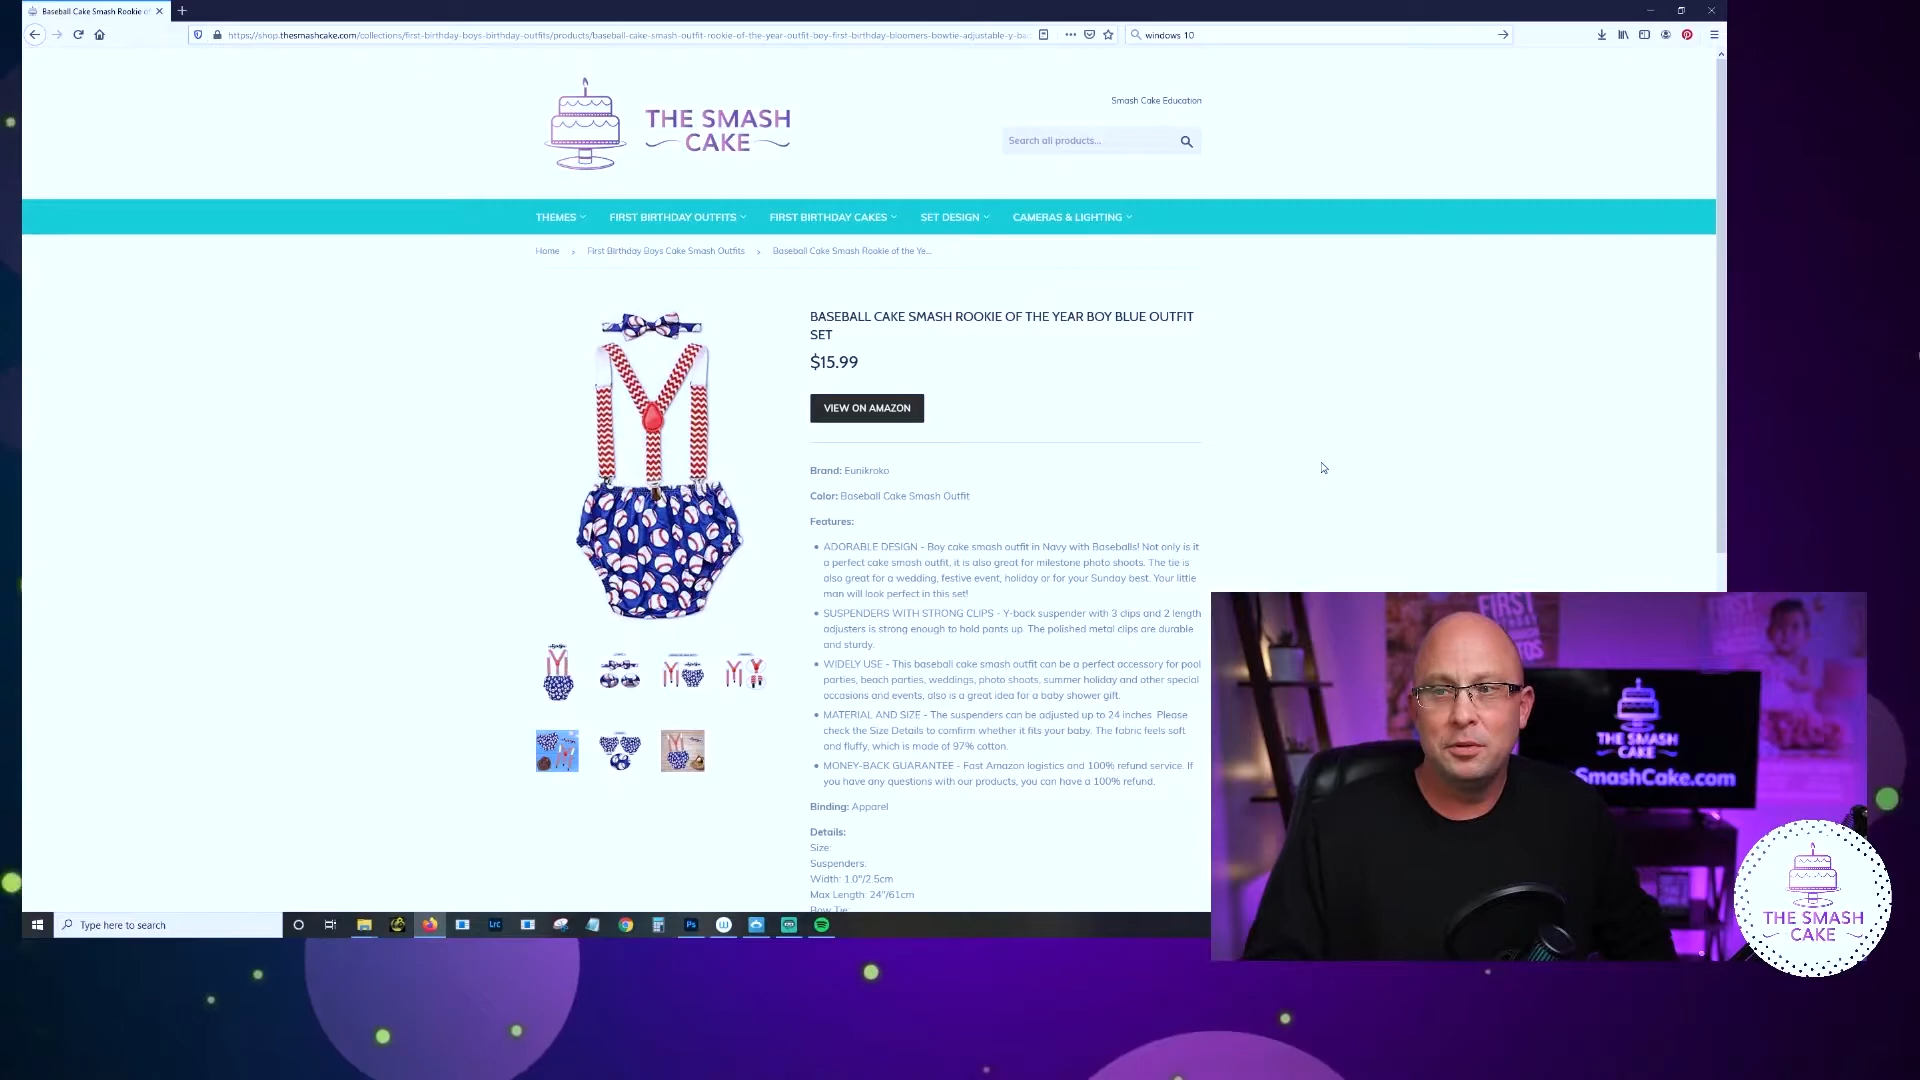 Baseball Cake Smash Rookie of
https://shop.thesmashcake.com/collections/first-birthday-boys-birthday-outfits/products/baseball-cake-smash-outfit-rookie-of-the-year-outfit-boy-first-birthday-bloomers-bowtie-adjustable-y-ba
windows 10
Smash Cake Education
THE SMASH
CAKE
Search all products...
THEMES
FIRST BIRTHDAY OUTFITS
FIRST BIRTHDAY CAKES
SET DESIGN
CAMERAS & LIGHTING
Home › First Birthday Boys Cake Smash Outfits › Baseball Cake Smash Rookie of the Ye...
BASEBALL CAKE SMASH ROOKIE OF THE YEAR BOY BLUE OUTFIT
SET
$15.99
VIEW ON AMAZON
Brand: Eunikroko
Color: Baseball Cake Smash Outfit
Features:
• ADORABLE DESIGN - Boy cake smash outfit in Navy with Baseballs! Not only is it
a perfect cake smash outfit, it is also great for milestone photo shoots. The tie is
also great for a wedding, festive event, holiday or for your Sunday best. Your little
man will look perfect in this set!
• SUSPENDERS WITH STRONG CLIPS - Y-back suspender with 3 clips and 2 length
adjusters is strong enough to hold pants up. The polished metal clips are durable
and sturdy.
• WIDELY USE - This baseball cake smash outfit can be a perfect accessory for pool
parties, beach parties, weddings, photo shoots, summer holiday and other special
occasions and events, also is a great idea for a baby shower gift.
• MATERIAL AND SIZE - The suspenders can be adjusted up to 24 inches Please
check the Size Details to confirm whether it fits your baby. The fabric feels soft
and fluffy, which is made of 97% cotton.
• MONEY-BACK GUARANTEE - Fast Amazon logistics and 100% refund service. If
you have any questions with our products, you can have a 100% refund.
Binding: Apparel
Details:
Size:
Suspenders:
Width: 1.0"/2.5cm
Max Length: 24"/61cm
Bow Tie:
Type here to search
Lrc
Ps
FIRST
THE SMASH
CAKE
SmashCake.com
THE SMASH
CAKE